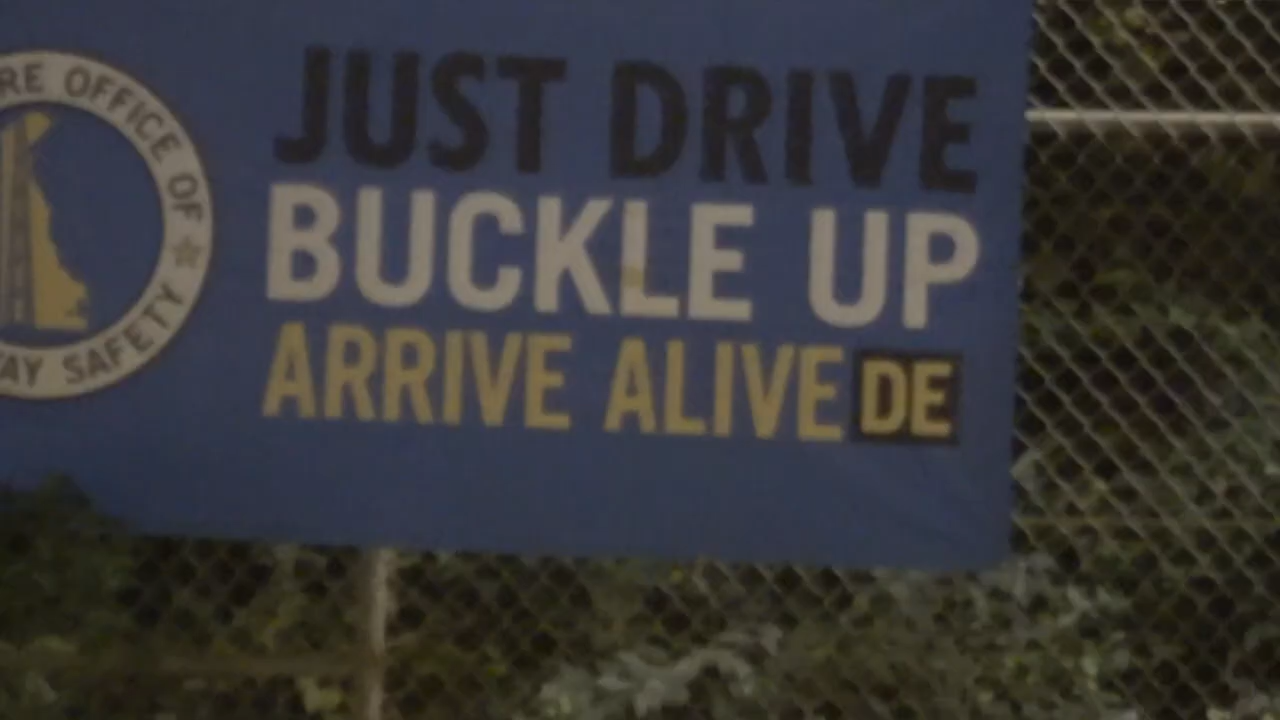 OFFICE OF
SAFETY
JUST DRIVE
BUCKLE UP
ARRIVE ALIVE DE